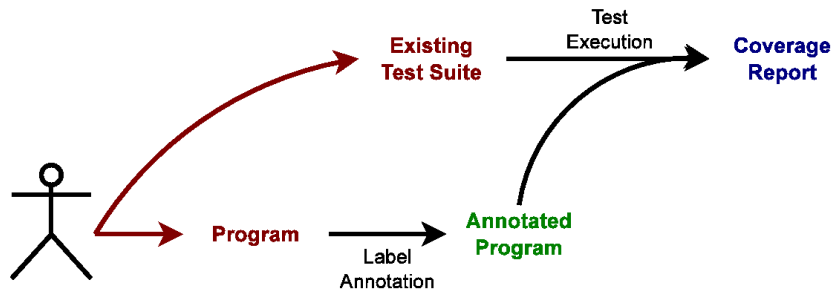 Existing
Test Suite
Test
Execution
Coverage
Report
Program
Label
Annotation
Annotated
Program